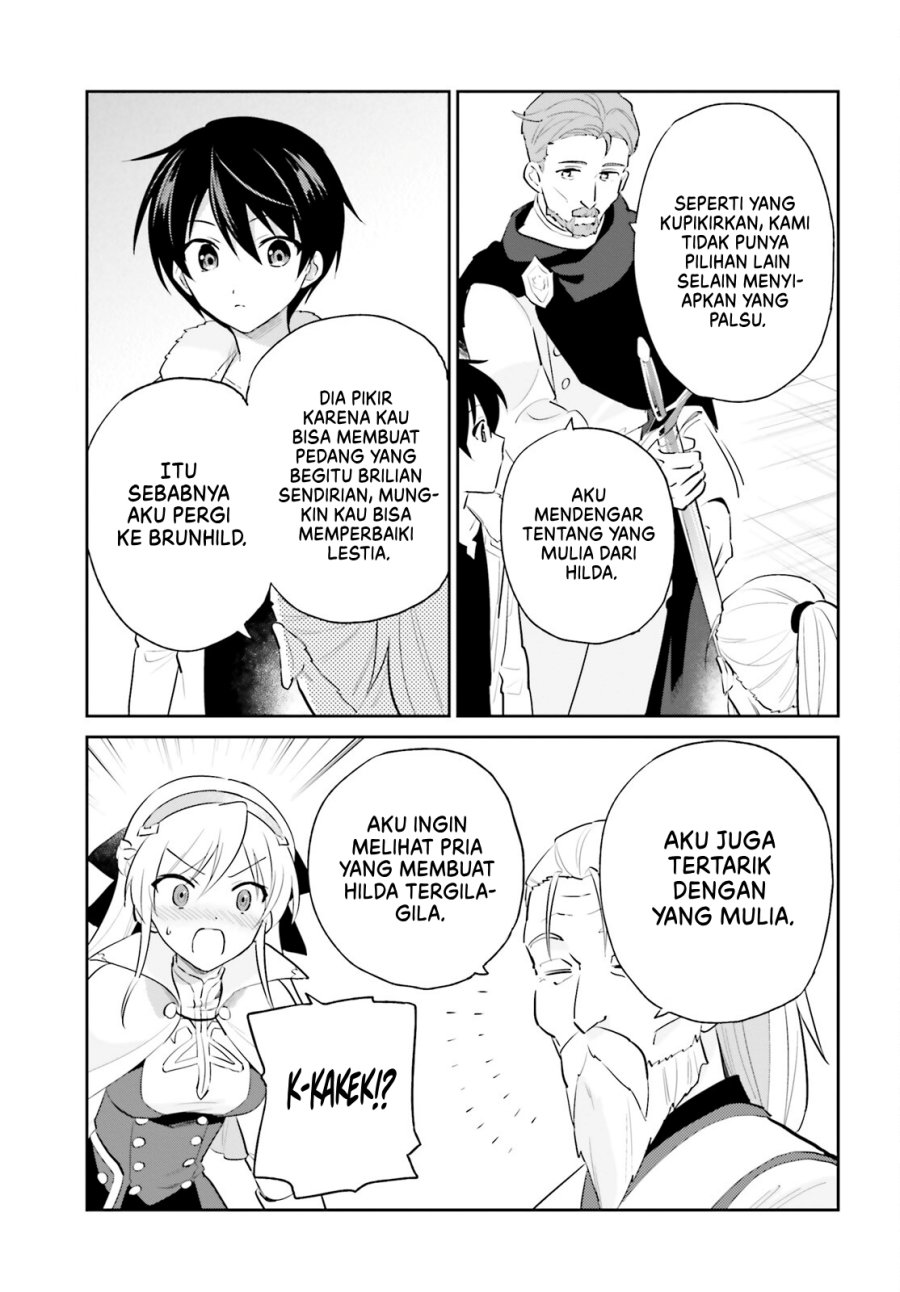 SEPERTI YANG
KUPIKIRKAN, KAMI
TIDAK PUNYA
PILIHAN LAIN
SELAIN MENYI-
APKAN YANG
PALSU.
AKU
MENDENGAR
TENTANG YANG
MULIA DARI
HILDA.
DIA PIKIR
KARENA KAU
BISA MEMBUAT
PEDANG YANG
BEGITU BRILIAN
SENDIRIAN, MUNG-
KIN KAU BISA
MEMPERBAIKI
LESTIA.
ITU
SEBABNYA
AKU PERGI
KE BRUNHILD.
AKU JUGA
TERTARIK
DENGAN
YANG MULIA.
AKU INGIN
MELIHAT PRIA
YANG MEMBUAT
HILDA TERGILA-
GILA.
K-KAKEK!?